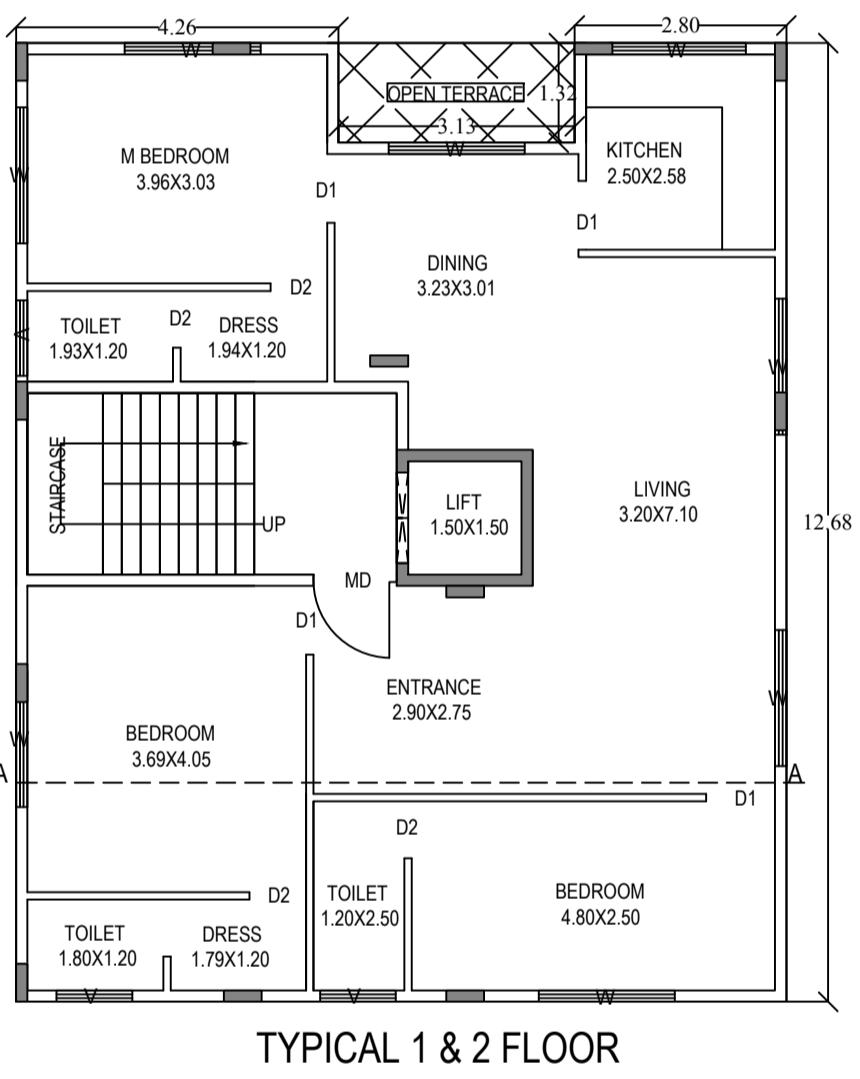 4.26
2.80
W
W
OPEN TERRACE
1.32
3.13
W
M BEDROOM
3.96X3.03
W
KITCHEN
2.50X2.58
D1
D1
DINING
3.23X3.01
D2
TOILET
1.93X1.20
D2
DRESS
1.94X1.20
V
W
STAIRCASE
UP
LIFT
1.50X1.50
LIVING
3.20X7.10
12.68
MD
D1
ENTRANCE
2.90X2.75
W
BEDROOM
3.69X4.05
W
A
A
D1
D2
D2
TOILET
1.20X2.50
BEDROOM
4.80X2.50
TOILET
1.80X1.20
DRESS
1.79X1.20
V
V
W
TYPICAL 1 & 2 FLOOR